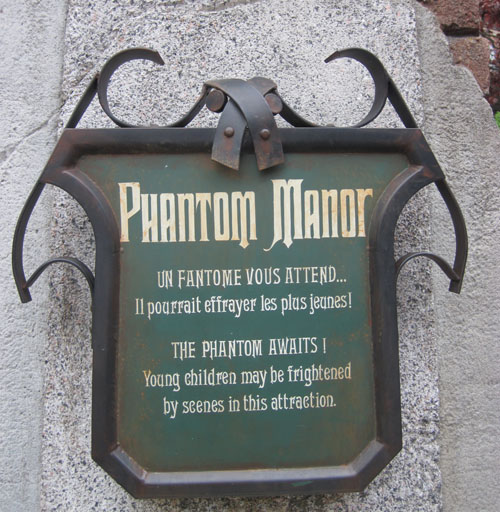 Phantom Manor
UN FANTOME VOUS ATTEND...
Il pourrait effrayer les plus jeunes!
THE PHANTOM AWAITS!
Young children may be frightened
by scenes in this attraction.